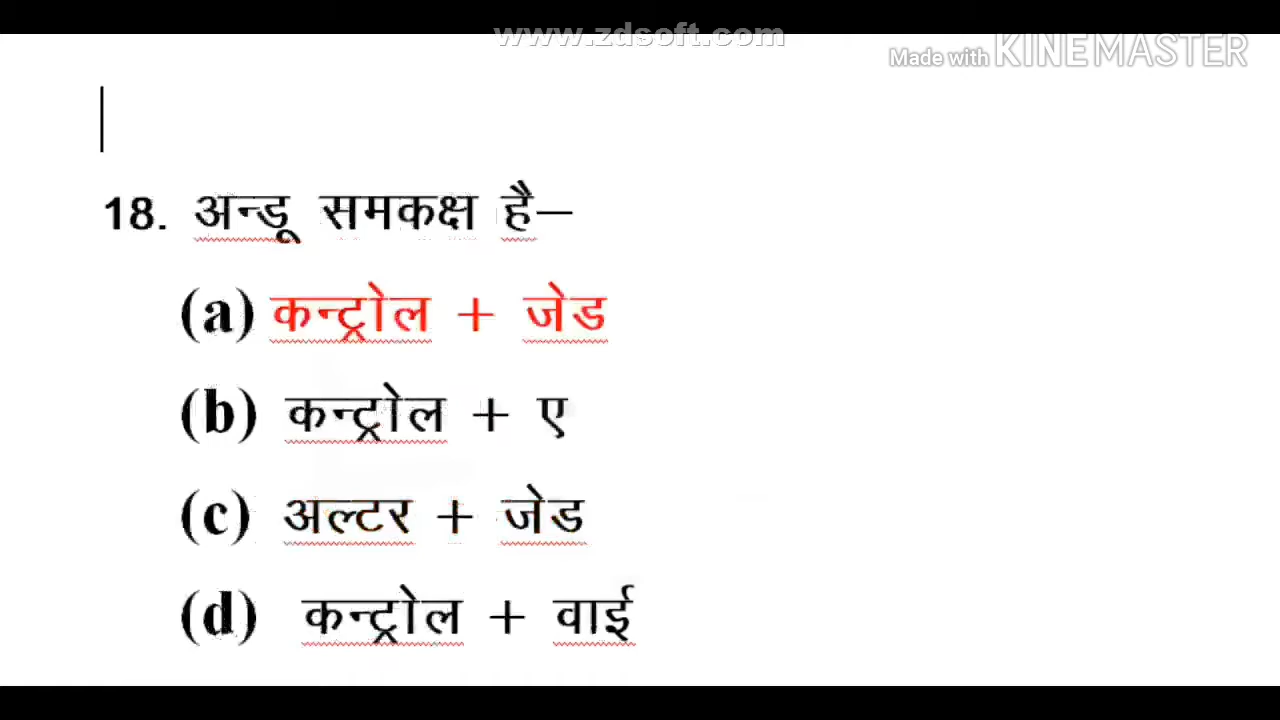 www.zdsoft.com
Made with KINEMASTER
18. अन्डू समकक्ष है–
(a) कन्ट्रोल + जेड
(b) कन्ट्रोल + ए
(c) अल्टर + जेड
(d) कन्ट्रोल + वाई